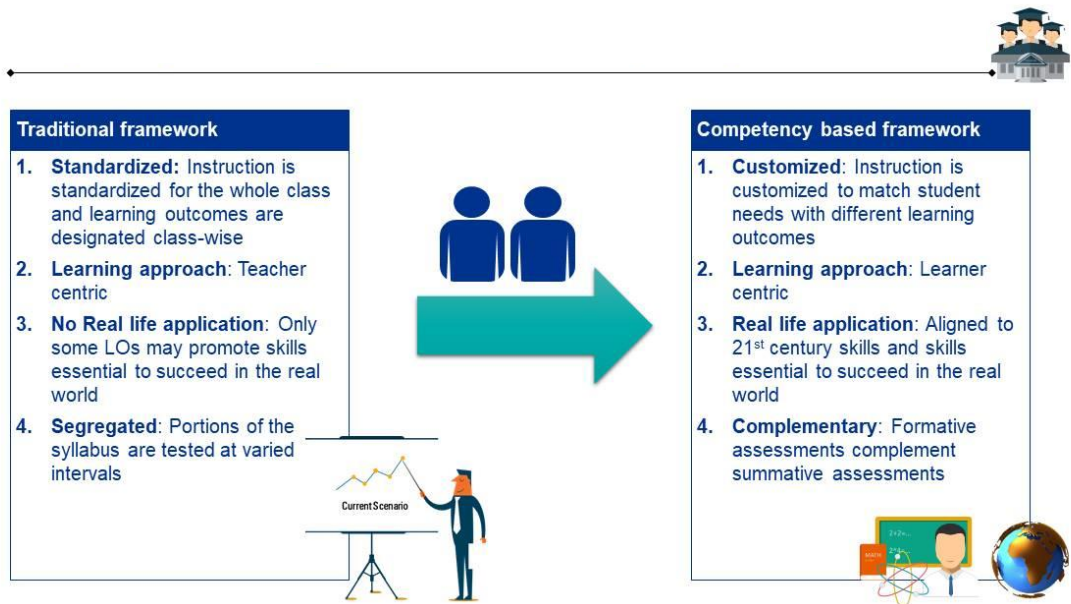 Traditional framework
1. Standardized: Instruction is
standardized for the whole class
and learning outcomes are
designated class-wise
2. Learning approach: Teacher
centric
3. No Real life application: Only
some LOs may promote skills
essential to succeed in the real
world
4. Segregated: Portions of the
syllabus are tested at varied
intervals
Current Scenario
Competency based framework
1. Customized: Instruction is
customized to match student
needs with different learning
outcomes
2. Learning approach: Learner
centric
3. Real life application: Aligned to
21st century skills and skills
essential to succeed in the real
world
4. Complementary: Formative
assessments complement
summative assessments